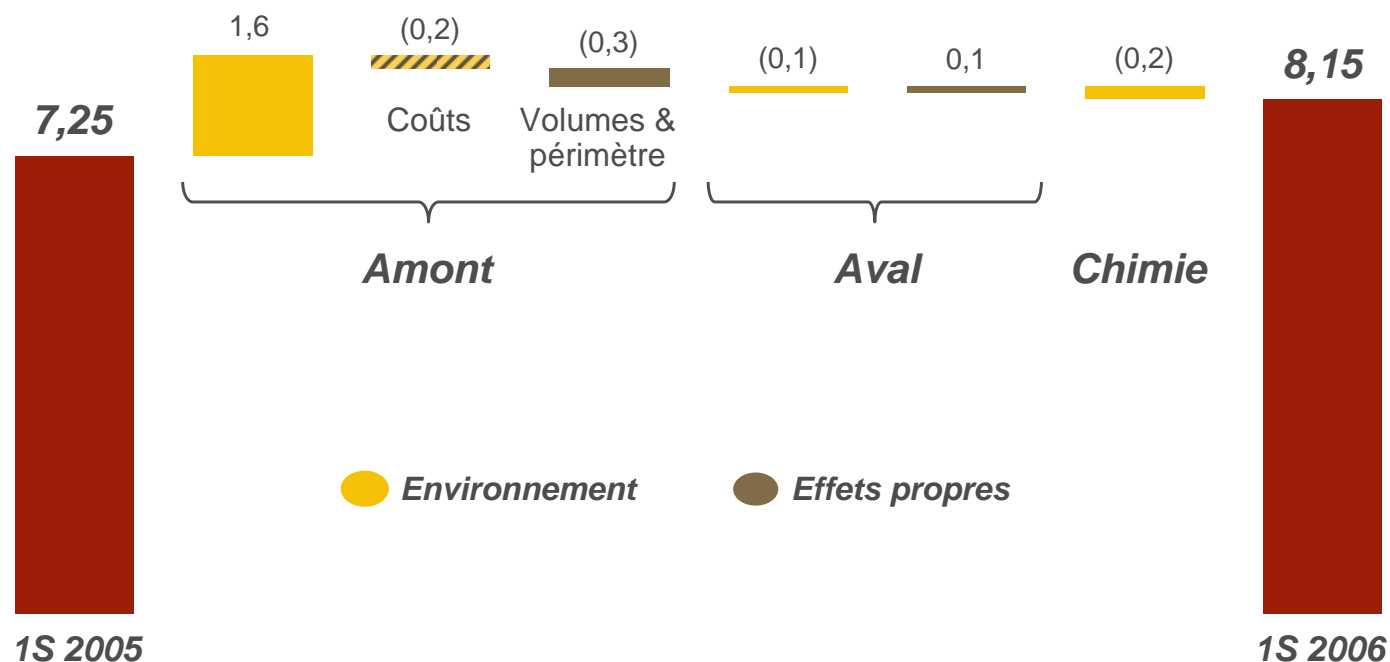 7,25
1S 2005
1,6
(0,2)
Coûts
(0,3)
Volumes &
périmètre
Amont
(0,1)
0,1
Aval
(0,2)
Chimie
8,15
1S 2006
Environnement
Effets propres